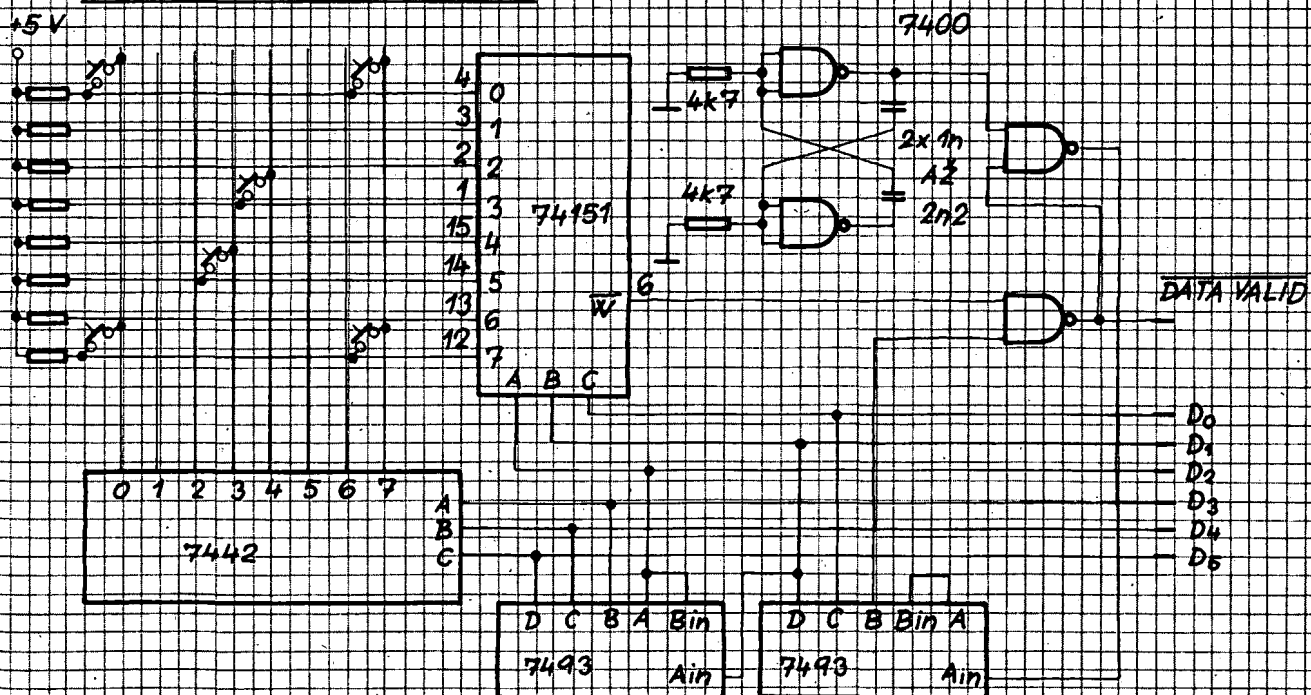 +5 V
7400
4
0
3
1
2
2
1
3
15
4
14
5
13
6
12
7
74151
W 6
A B C
4k7
4k7
2x 1n
AŽ
2n2
DATA VALID
D0
D1
D2
D3
D4
D5
0 1 2 3 4 5 6 7
A
B
C
7442
D C B A Bin
7493
Ain
D C B Bin A
7493
Ain